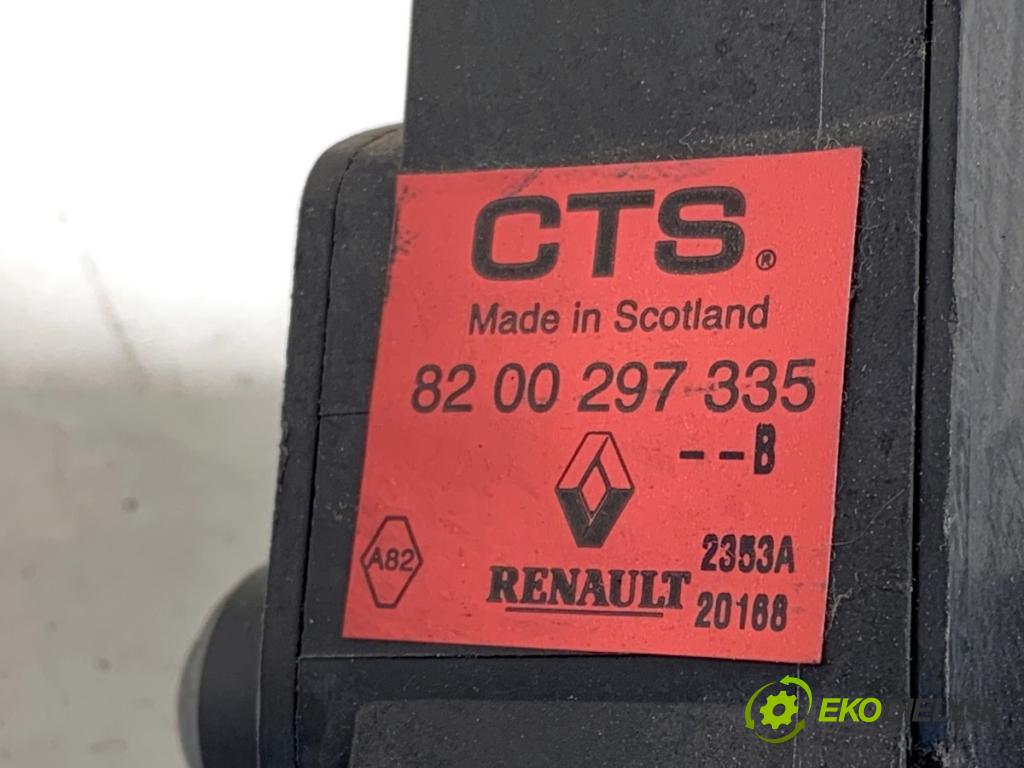 CTS®
Made in Scotland
82 00 297 335
--B
A82
RENAULT
2353A
20168
EKO